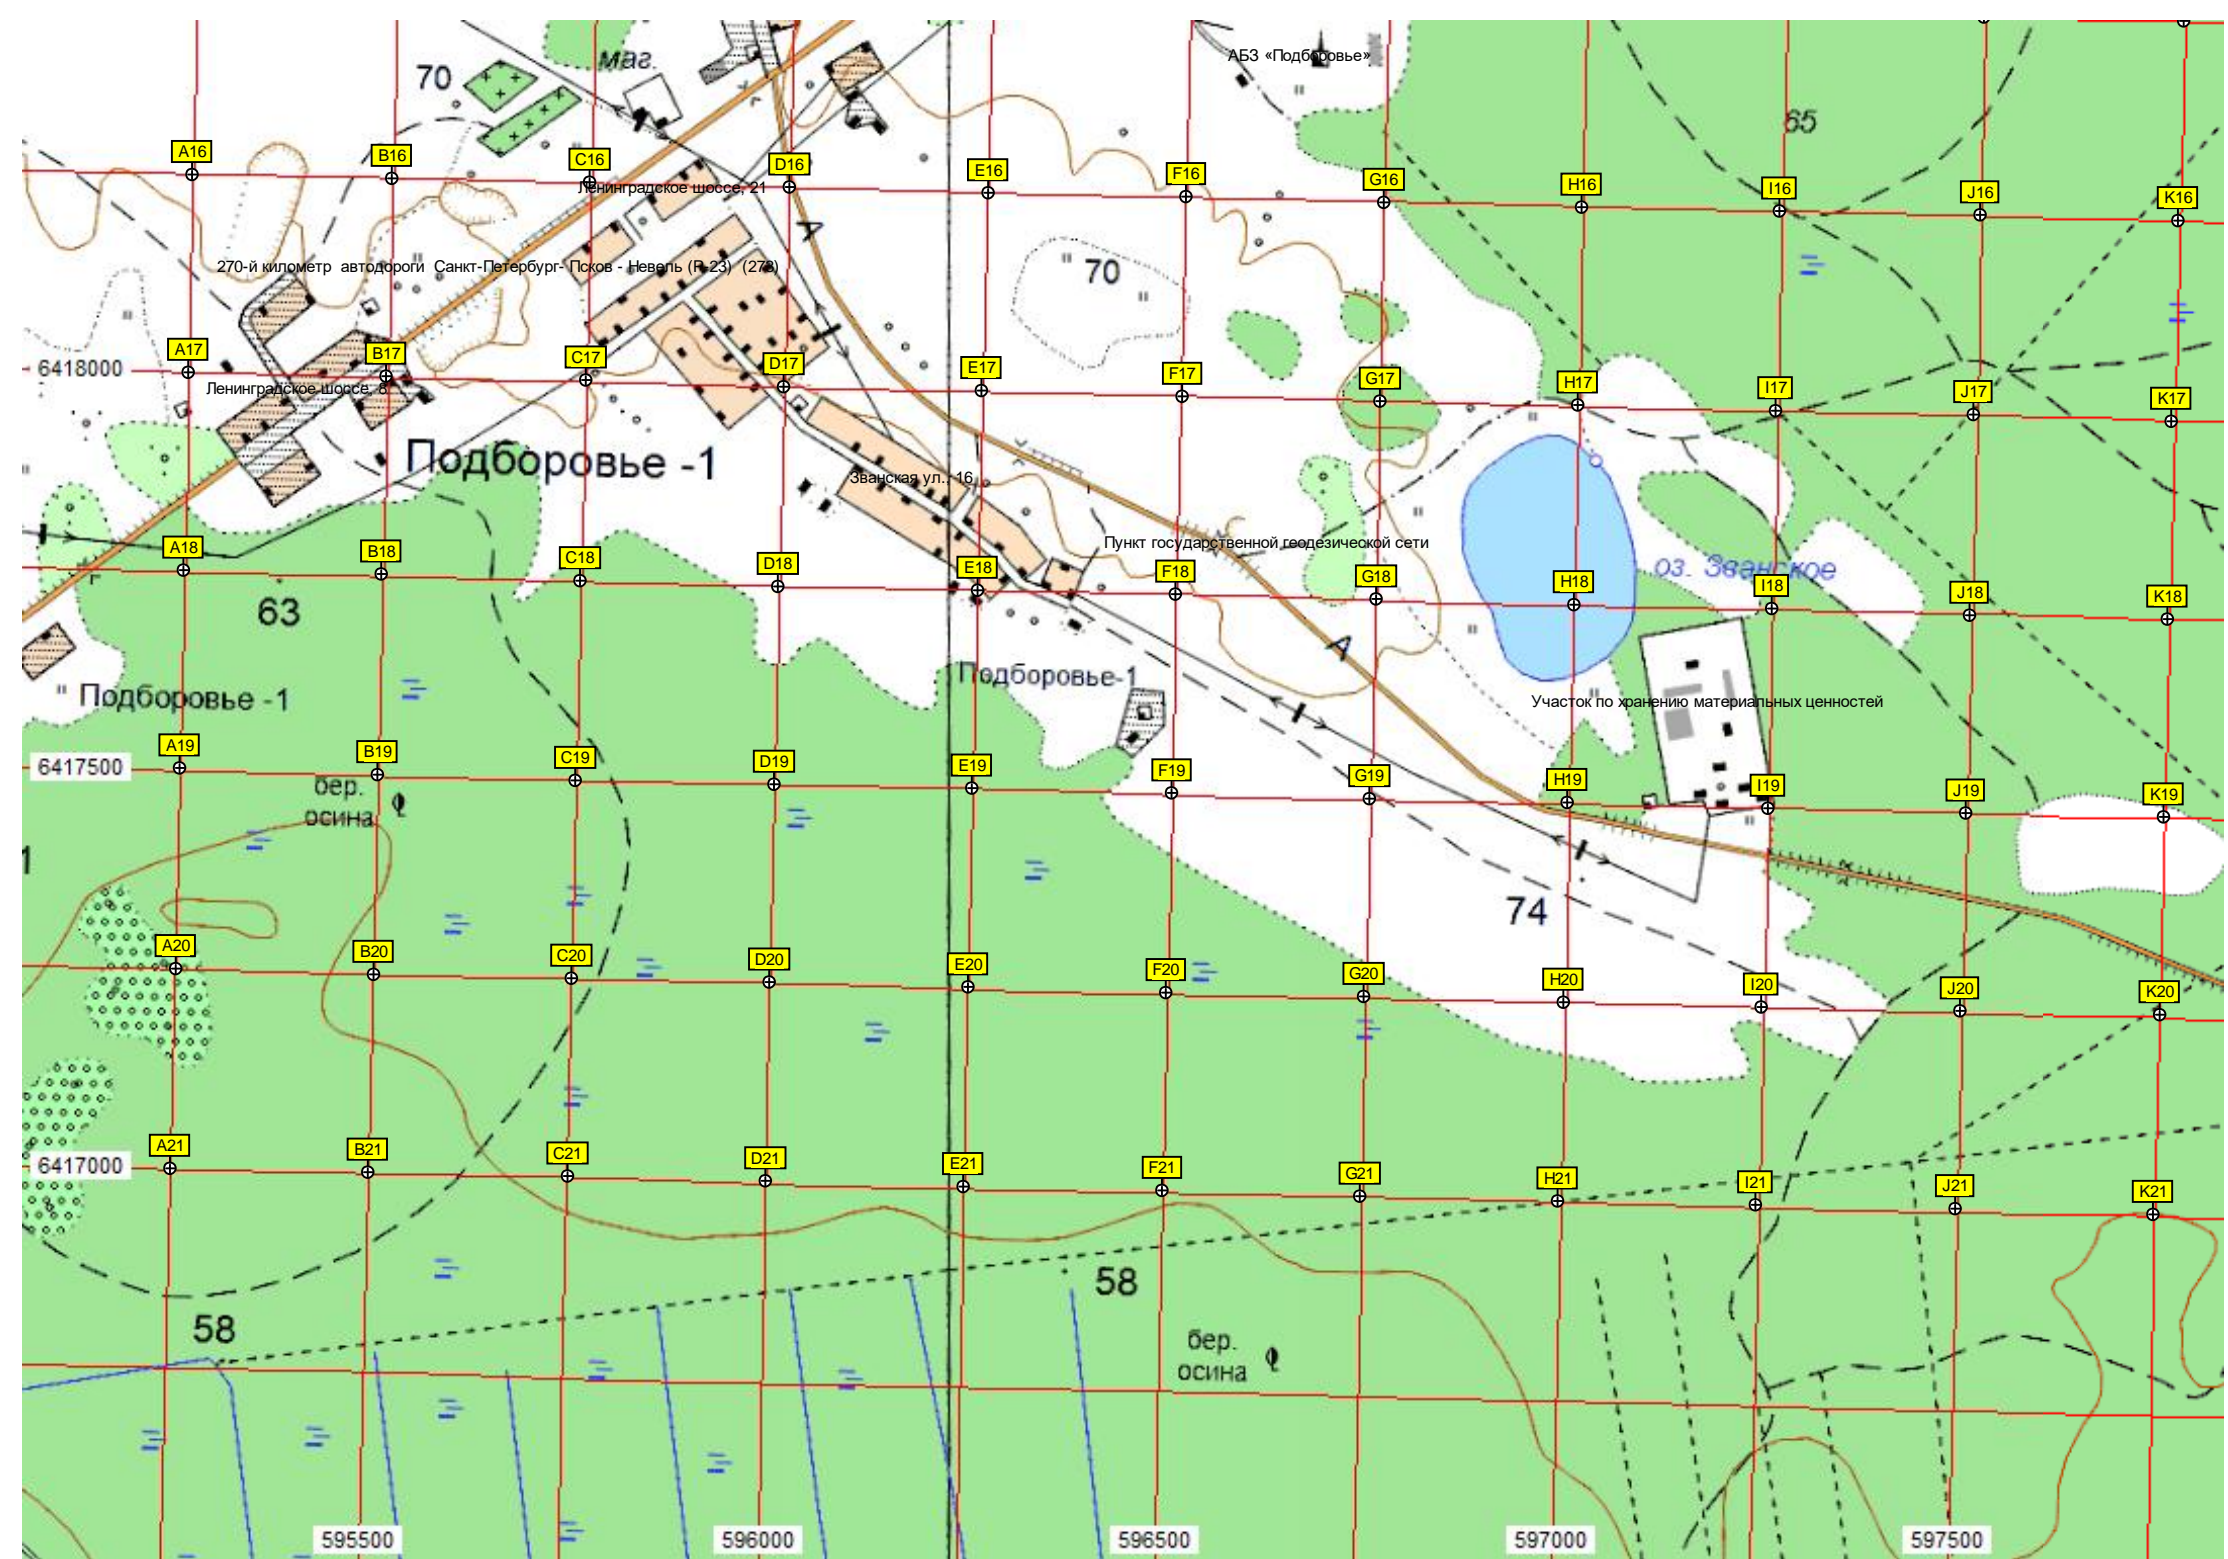 маг.
АБЗ «Подборовье»
70
65
A16
B16
C16
D16
E16
F16
G16
H16
I16
J16
K16
Ленинградское шоссе, 21
А
70
270-й километр автодороги Санкт-Петербург- Псков - Невель (Р-23) (273)
6418000
A17
B17
C17
D17
E17
F17
G17
H17
I17
J17
K17
Ленинградское шоссе, 8
Подборовье -1
Званская ул., 16
Пункт государственной геодезической сети
оз. Званское
A18
B18
C18
D18
E18
F18
G18
H18
I18
J18
K18
г
63
А
Подборовье -1
Подборовье-1
Участок по хранению материальных ценностей
6417500
A19
B19
C19
D19
E19
F19
G19
H19
I19
J19
K19
бер.
осина
1
74
A20
B20
C20
D20
E20
F20
G20
H20
I20
J20
K20
6417000
A21
B21
C21
D21
E21
F21
G21
H21
I21
J21
K21
58
58
бер.
осина
595500
596000
596500
597000
597500